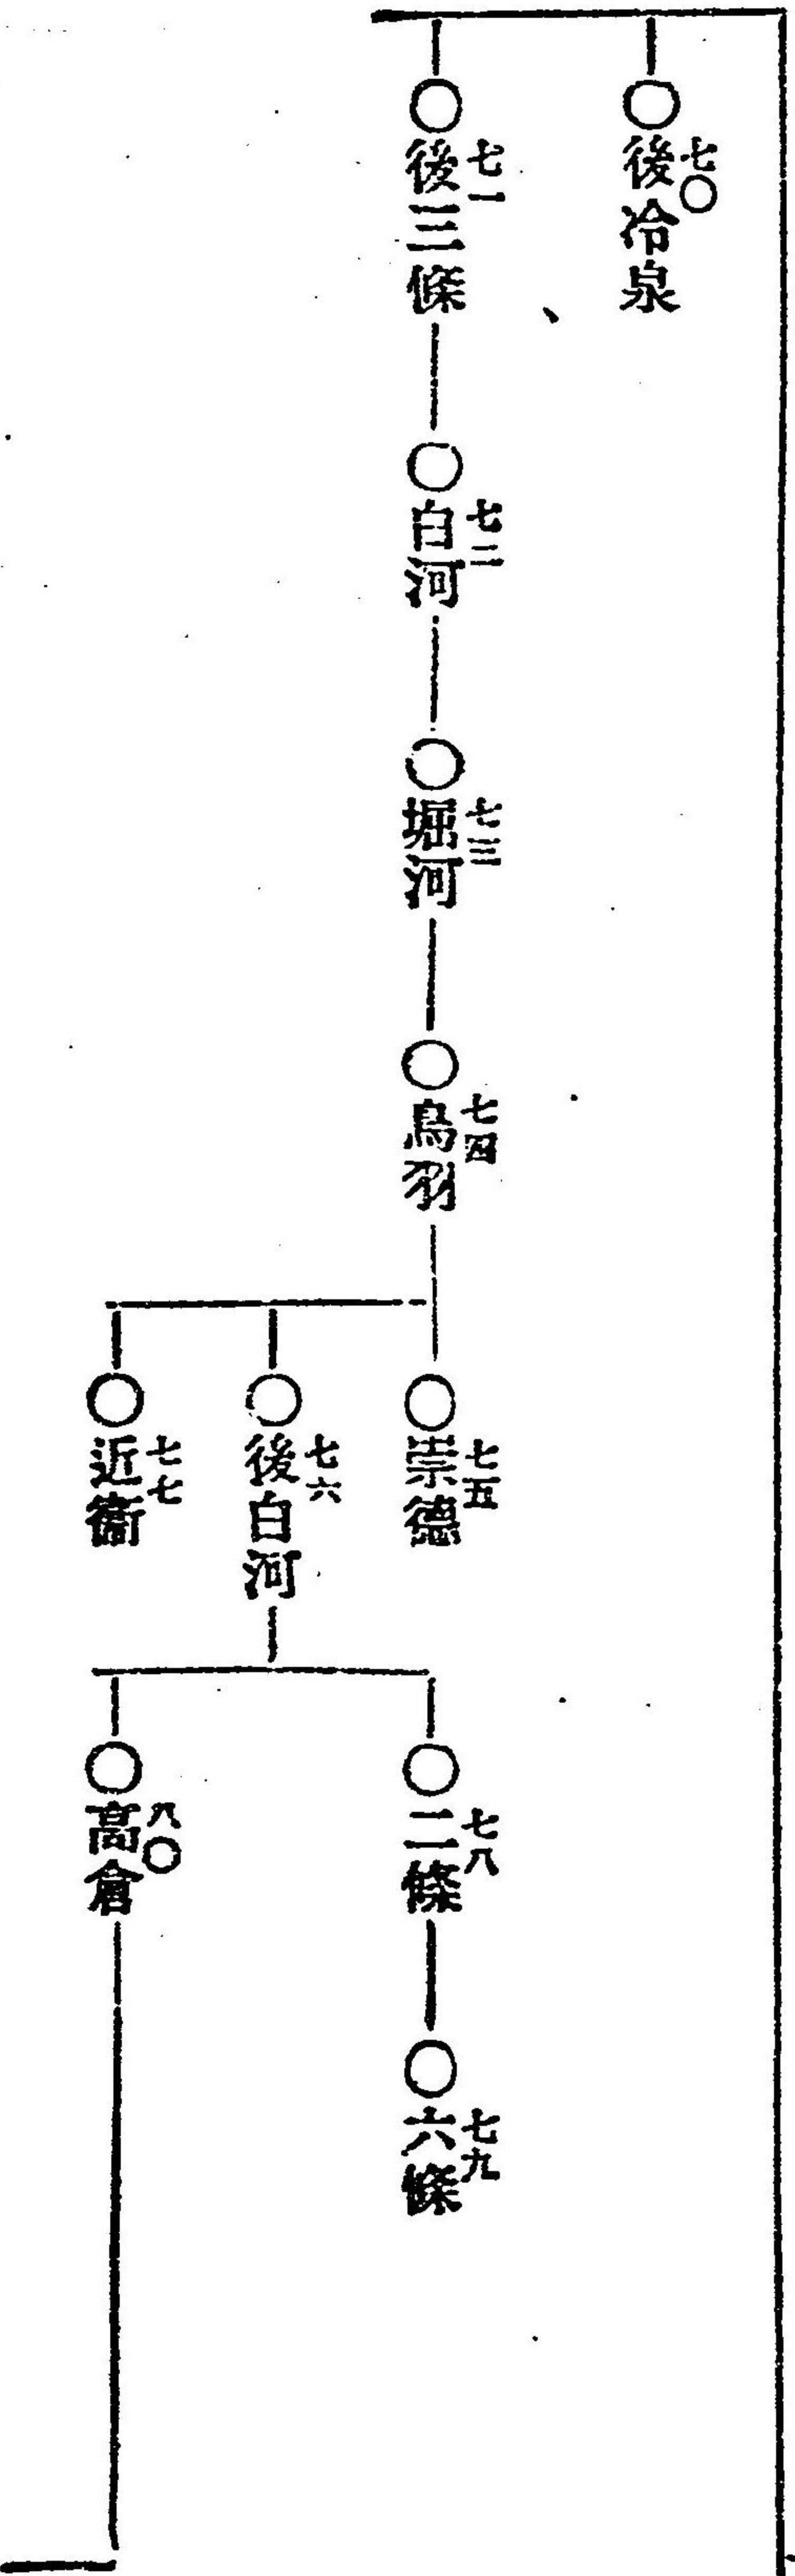 七〇
○後冷泉
七一
○後三條
七二
○白河
七三
○堀河
七四
○鳥羽
七五
○崇德
七六
○後白河
七七
○近衞
七八
○二條
七九
○六條
八〇
○高倉